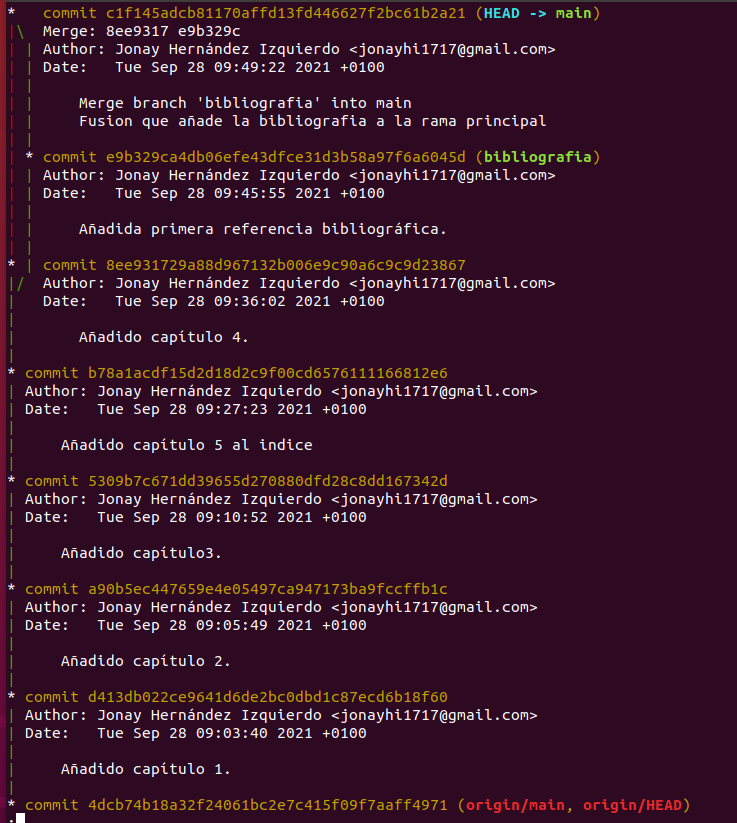 *   commit c1f145adcb81170affd13fd446627f2bc61b2a21 (HEAD -> main)
|\  Merge: 8ee9317 e9b329c
| | Author: Jonay Hernández Izquierdo <jonayhi1717@gmail.com>
| | Date:   Tue Sep 28 09:49:22 2021 +0100
| |
| |     Merge branch 'bibliografia' into main
| |     Fusion que añade la bibliografia a la rama principal
| |
| * commit e9b329ca4db06efe43dfce31d3b58a97f6a6045d (bibliografia)
| | Author: Jonay Hernández Izquierdo <jonayhi1717@gmail.com>
| | Date:   Tue Sep 28 09:45:55 2021 +0100
| |
| |     Añadida primera referencia bibliográfica.
| |
* | commit 8ee931729a88d967132b006e9c90a6c9c9d23867
|/  Author: Jonay Hernández Izquierdo <jonayhi1717@gmail.com>
|   Date:   Tue Sep 28 09:36:02 2021 +0100
|
|       Añadido capítulo 4.
|
* commit b78a1acdf15d2d18d2c9f00cd6576111166812e6
| Author: Jonay Hernández Izquierdo <jonayhi1717@gmail.com>
| Date:   Tue Sep 28 09:27:23 2021 +0100
|
|     Añadido capítulo 5 al indice
|
* commit 5309b7c671dd39655d270880dfd28c8dd167342d
| Author: Jonay Hernández Izquierdo <jonayhi1717@gmail.com>
| Date:   Tue Sep 28 09:10:52 2021 +0100
|
|     Añadido capítulo3.
|
* commit a90b5ec447659e4e05497ca947173ba9fccffb1c
| Author: Jonay Hernández Izquierdo <jonayhi1717@gmail.com>
| Date:   Tue Sep 28 09:05:49 2021 +0100
|
|     Añadido capítulo 2.
|
* commit d413db022ce9641d6de2bc0dbd1c87ecd6b18f60
| Author: Jonay Hernández Izquierdo <jonayhi1717@gmail.com>
| Date:   Tue Sep 28 09:03:40 2021 +0100
|
|     Añadido capítulo 1.
|
* commit 4dcb74b18a32f24061bc2e7c415f09f7aaff4971 (origin/main, origin/HEAD)
: